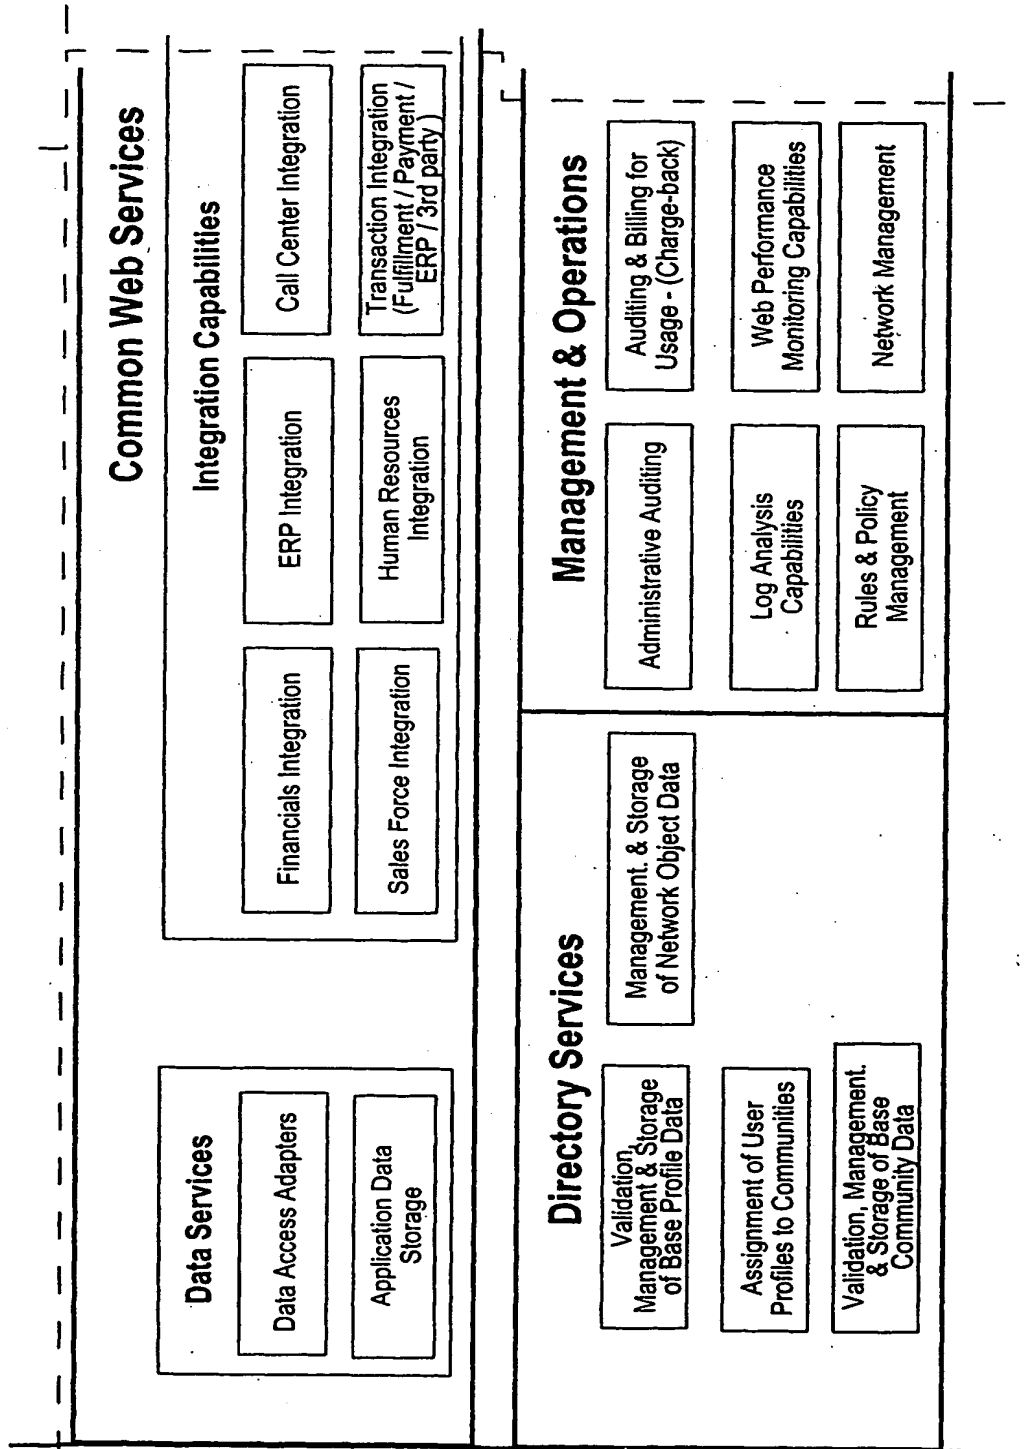 Common Web Services
Data Services
Data Access Adapters
Application Data
Storage
Integration Capabilities
Financials Integration
ERP Integration
Call Center Integration
Sales Force Integration
Human Resources
Integration
Transaction Integration
(Fulfillment / Payment /
ERP / 3rd party )
Directory Services
Validation,
Management & Storage
of Base Profile Data
Management. & Storage
of Network Object Data
Assignment of User
Profiles to Communities
Validation, Management.
& Storage of Base
Community Data
Management & Operations
Administrative Auditing
Auditing & Billing for
Usage - (Charge-back)
Log Analysis
Capabilities
Web Performance
Monitoring Capabilities
Rules & Policy
Management
Network Management